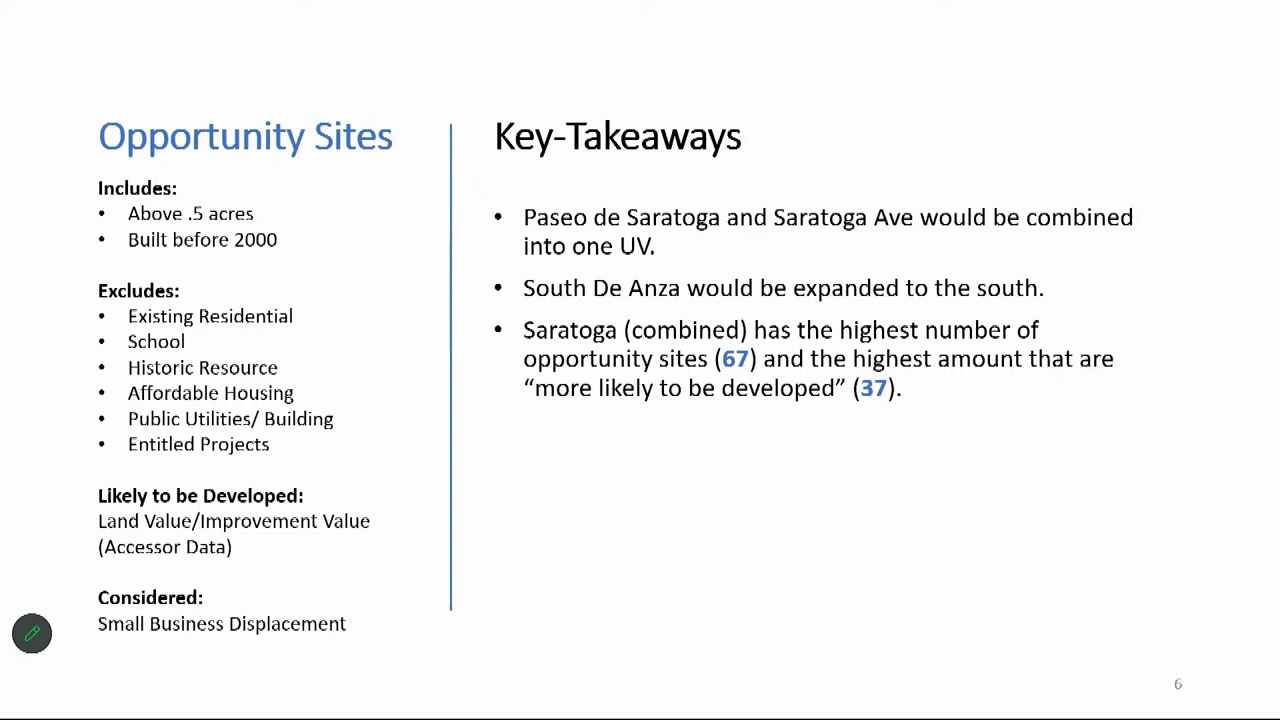 Opportunity Sites
Includes:
• Above .5 acres
• Built before 2000
Excludes:
• Existing Residential
• School
• Historic Resource
• Affordable Housing
• Public Utilities/ Building
• Entitled Projects
Likely to be Developed:
Land Value/Improvement Value
(Accessor Data)
Considered:
Small Business Displacement
Key-Takeaways
• Paseo de Saratoga and Saratoga Ave would be combined
into one UV.
• South De Anza would be expanded to the south.
• Saratoga (combined) has the highest number of
opportunity sites (67) and the highest amount that are
“more likely to be developed” (37).
6